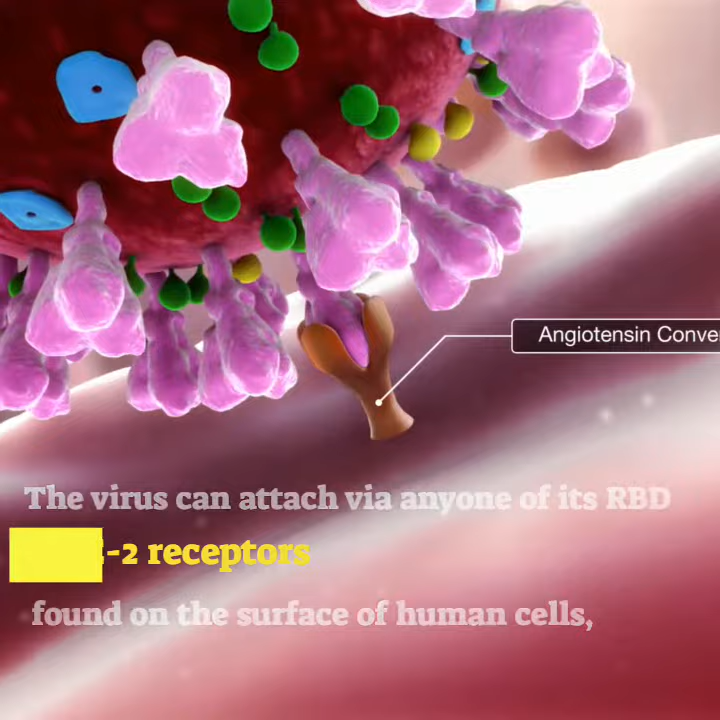 Angiotensin Conve
The virus can attach via anyone of its RBD
-2 receptors
found on the surface of human cells,